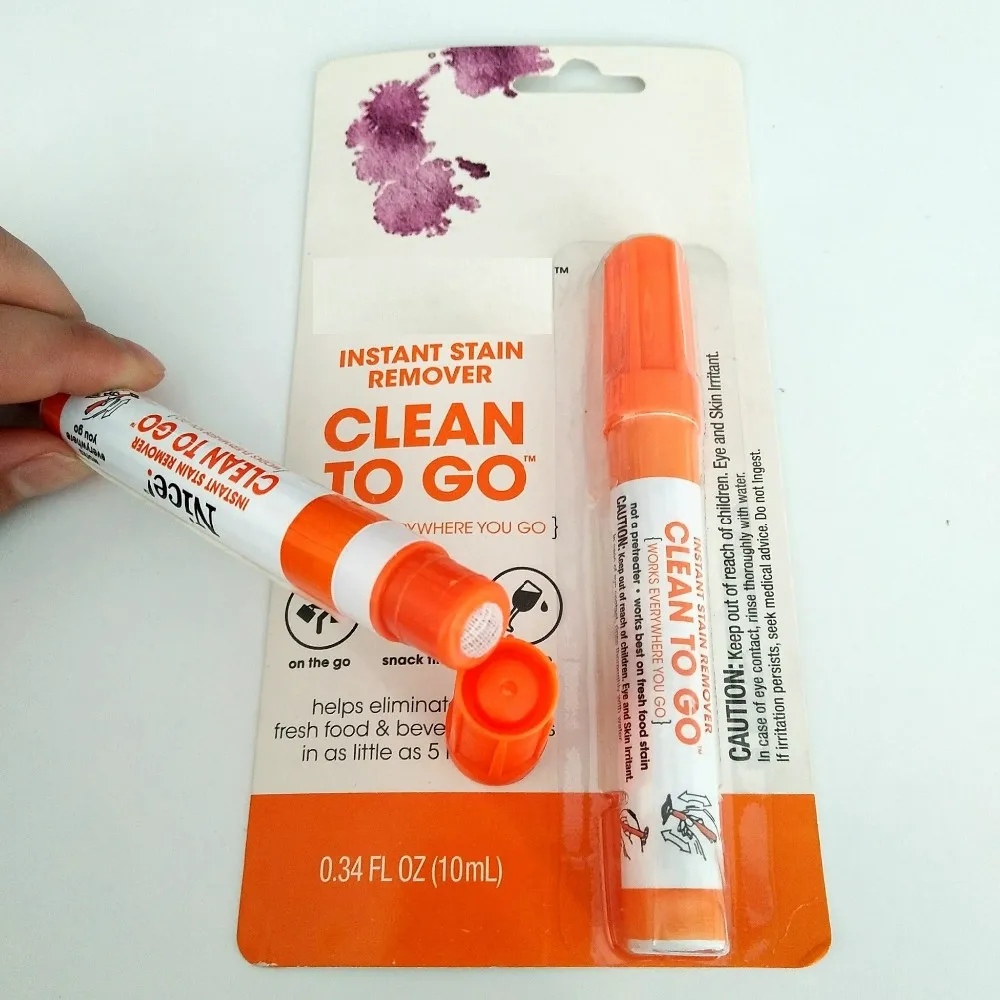 ™
INSTANT STAIN
REMOVER
CLEAN
TO GO™
EVERYWHERE YOU GO}
on the go
snack
helps eliminat
fresh food & beve s
in as little as 5
0.34 FL OZ (10mL)
Nice!
INSTANT STAIN REMOVER
CLEAN TO GO™
everywhere
you go
INSTANT STAIN REMOVER
CLEAN TO GO™
{WORKS EVERYWHERE YOU GO}
not a pretreater • works best on fresh food stain
CAUTION: Keep out of reach of children. Eye and Skin Irritant.
CAUTION: Keep out of reach of children. Eye and Skin Irritant.
In case of eye contact, rinse thoroughly with water.
If irritation persists, seek medical advice. Do not Ingest.